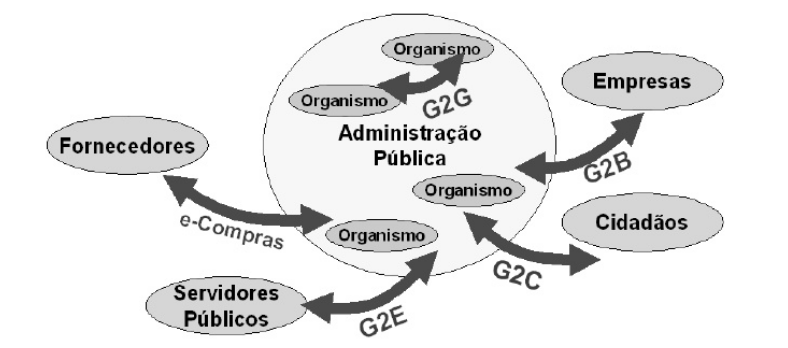 Organismo
Organismo
G2G
Administração
Pública
Empresas
G2B
Fornecedores
e-Compras
Organismo
Organismo
Cidadãos
G2C
Servidores
Públicos
G2E